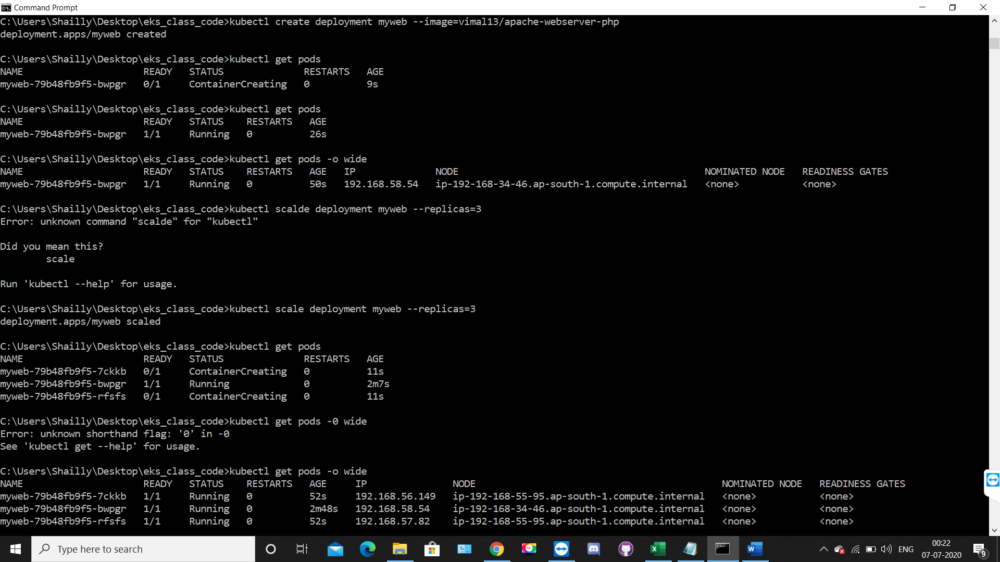 Command Prompt
C:\Users\Shailly\Desktop\eks_class_code>kubectl create deployment myweb --image=vimal13/apache-webserver-php
deployment.apps/myweb created
C:\Users\Shailly\Desktop\eks_class_code>kubectl get pods
NAME READY STATUS RESTARTS AGE
myweb-79b48fb9f5-bwpgr 0/1 ContainerCreating 0 9s
C:\Users\Shailly\Desktop\eks_class_code>kubectl get pods
NAME READY STATUS RESTARTS AGE
myweb-79b48fb9f5-bwpgr 1/1 Running 0 26s
C:\Users\Shailly\Desktop\eks_class_code>kubectl get pods -o wide
NAME READY STATUS RESTARTS AGE IP NODE NOMINATED NODE READINESS GATES
myweb-79b48fb9f5-bwpgr 1/1 Running 0 50s 192.168.58.54 ip-192-168-34-46.ap-south-1.compute.internal <none> <none>
C:\Users\Shailly\Desktop\eks_class_code>kubectl scalde deployment myweb --replicas=3
Error: unknown command "scalde" for "kubectl"
Did you mean this?
scale
Run 'kubectl --help' for usage.
C:\Users\Shailly\Desktop\eks_class_code>kubectl scale deployment myweb --replicas=3
deployment.apps/myweb scaled
C:\Users\Shailly\Desktop\eks_class_code>kubectl get pods
NAME READY STATUS RESTARTS AGE
myweb-79b48fb9f5-7ckkb 0/1 ContainerCreating 0 11s
myweb-79b48fb9f5-bwpgr 1/1 Running 0 2m7s
myweb-79b48fb9f5-rfsfs 0/1 ContainerCreating 0 11s
C:\Users\Shailly\Desktop\eks_class_code>kubectl get pods -0 wide
Error: unknown shorthand flag: '0' in -0
See 'kubectl get --help' for usage.
C:\Users\Shailly\Desktop\eks_class_code>kubectl get pods -o wide
NAME READY STATUS RESTARTS AGE IP NODE NOMINATED NODE READINESS GATES
myweb-79b48fb9f5-7ckkb 1/1 Running 0 52s 192.168.56.149 ip-192-168-55-95.ap-south-1.compute.internal <none> <none>
myweb-79b48fb9f5-bwpgr 1/1 Running 0 2m48s 192.168.58.54 ip-192-168-34-46.ap-south-1.compute.internal <none> <none>
myweb-79b48fb9f5-rfsfs 1/1 Running 0 52s 192.168.57.82 ip-192-168-55-95.ap-south-1.compute.internal <none> <none>
Type here to search
ENG
00:22
07-07-2020
9